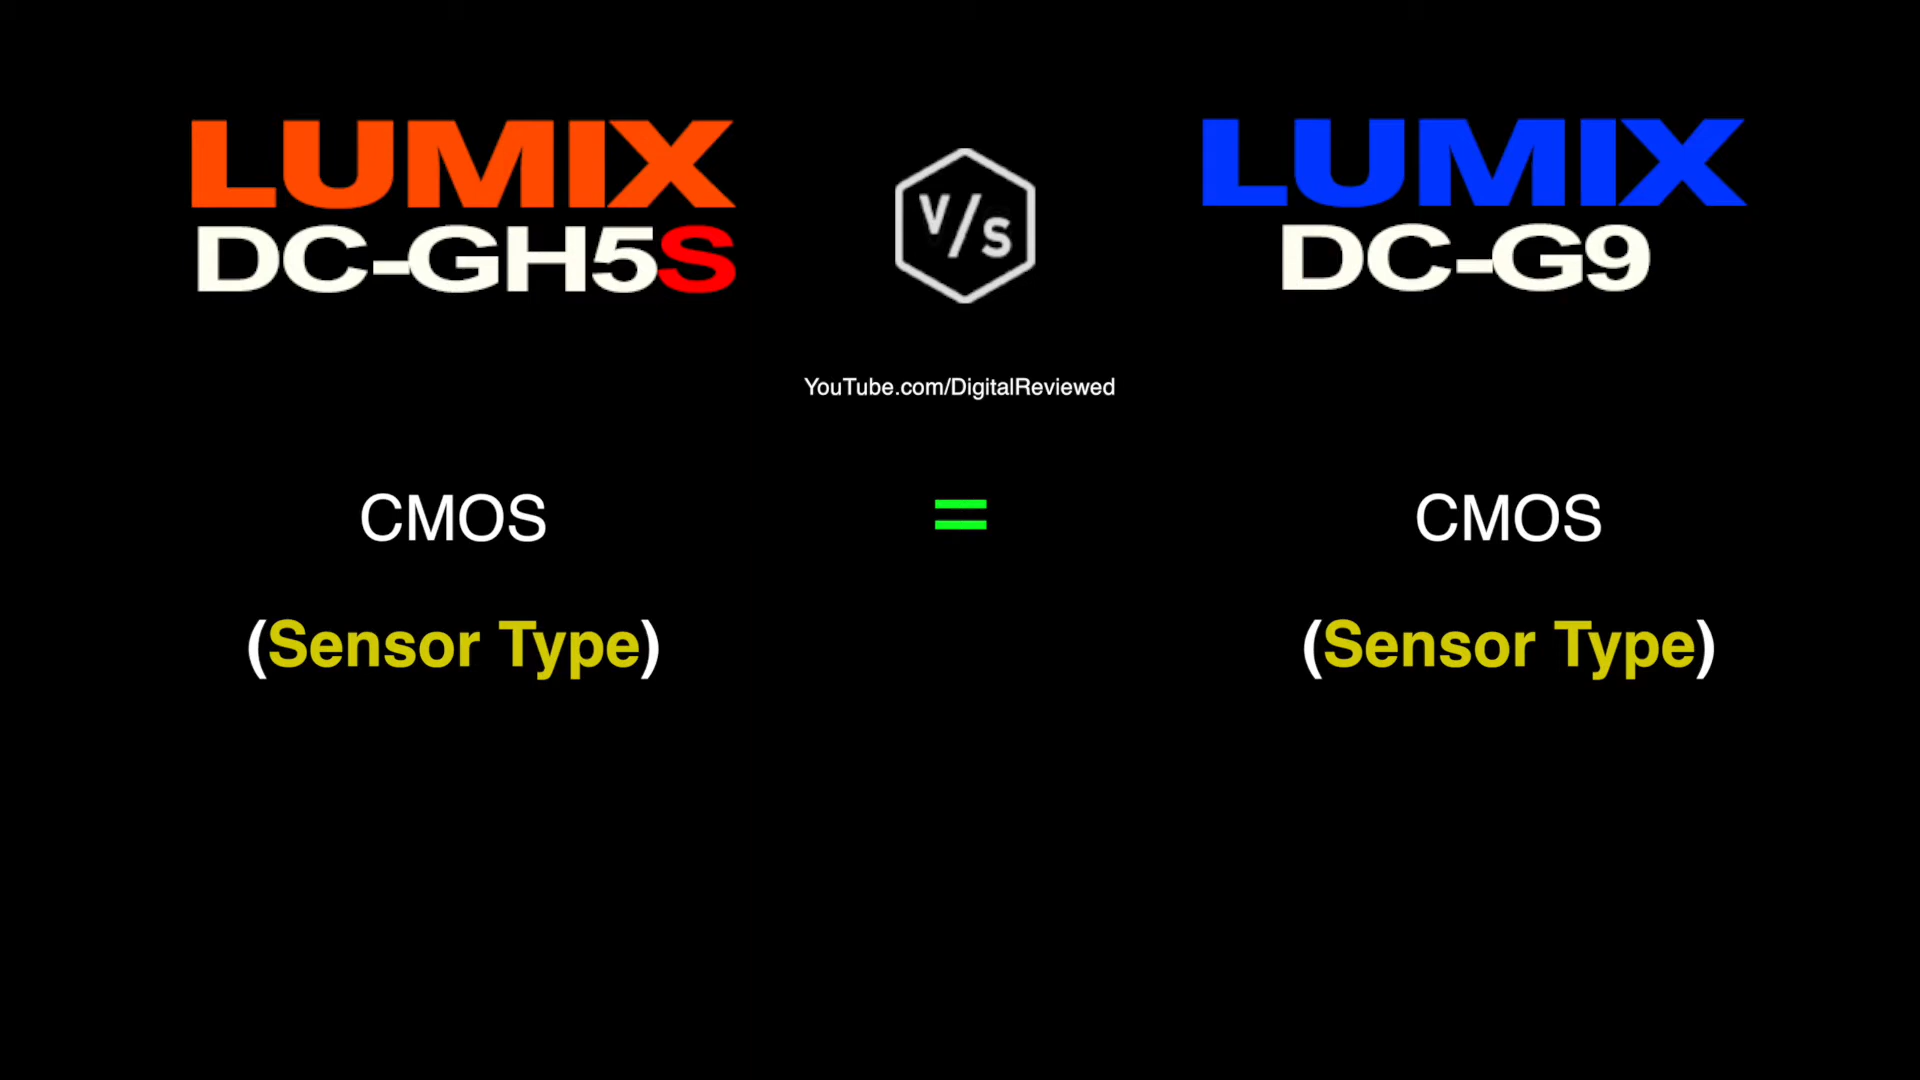 LUMIX
DC-GH5S
V/S
LUMIX
DC-G9
YouTube.com/DigitalReviewed
CMOS = CMOS
(Sensor Type) (Sensor Type)